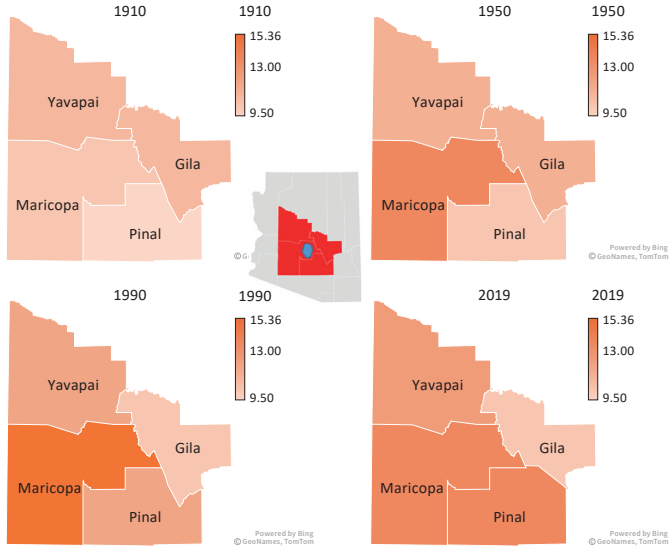 1910
1910
15.36
13.00
9.50
Yavapai
Gila
Maricopa
Pinal
© G
1950
1950
15.36
13.00
9.50
Yavapai
Gila
Maricopa
Pinal
Powered by Bing
© GeoNames, TomTom
1990
1990
15.36
13.00
9.50
Yavapai
Gila
Maricopa
Pinal
Powered by Bing
© GeoNames, TomTom
2019
2019
15.36
13.00
9.50
Yavapai
Gila
Maricopa
Pinal
Powered by Bing
© GeoNames, TomTom